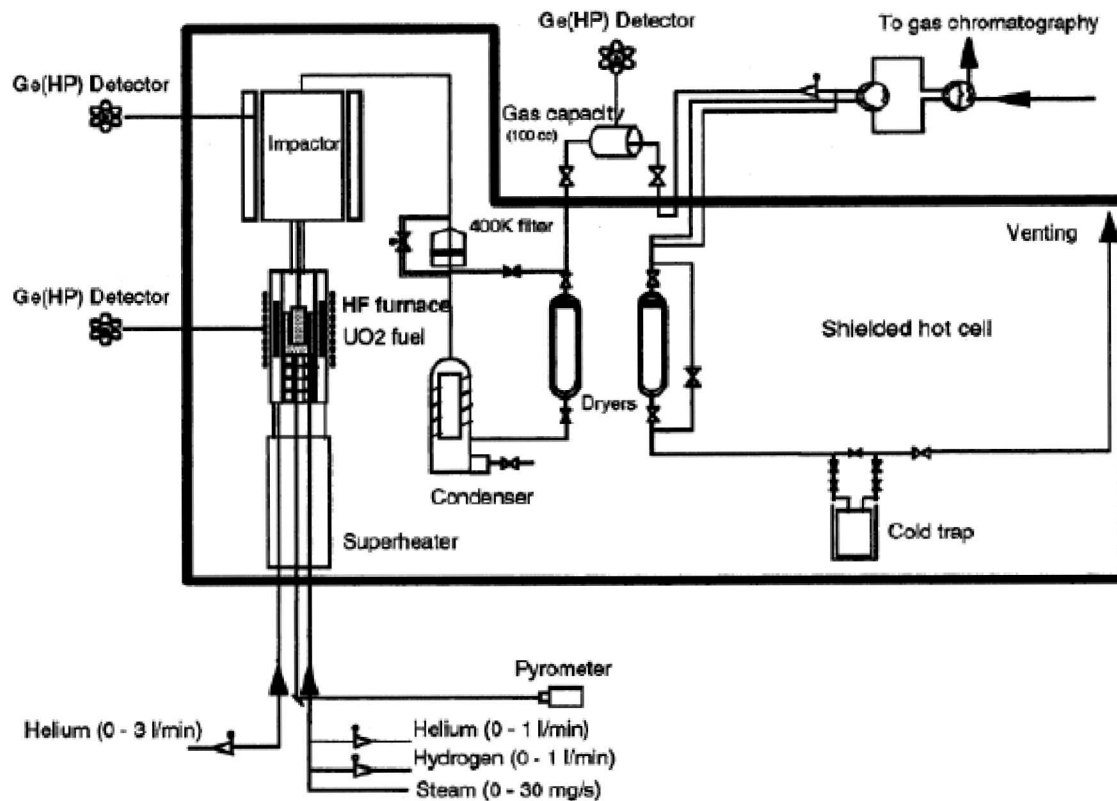 Ge(HP) Detector
To gas chromatography
Ge(HP) Detector
Gas capacity
(100 cc)
Impactor
400K filter
Venting
Ge(HP) Detector
HF furnace
UO2 fuel
Shielded hot cell
Dryers
Condenser
Cold trap
Superheater
Pyrometer
Helium (0 - 3 l/min)
Helium (0 - 1 l/min)
Hydrogen (0 - 1 l/min)
Steam (0 - 30 mg/s)